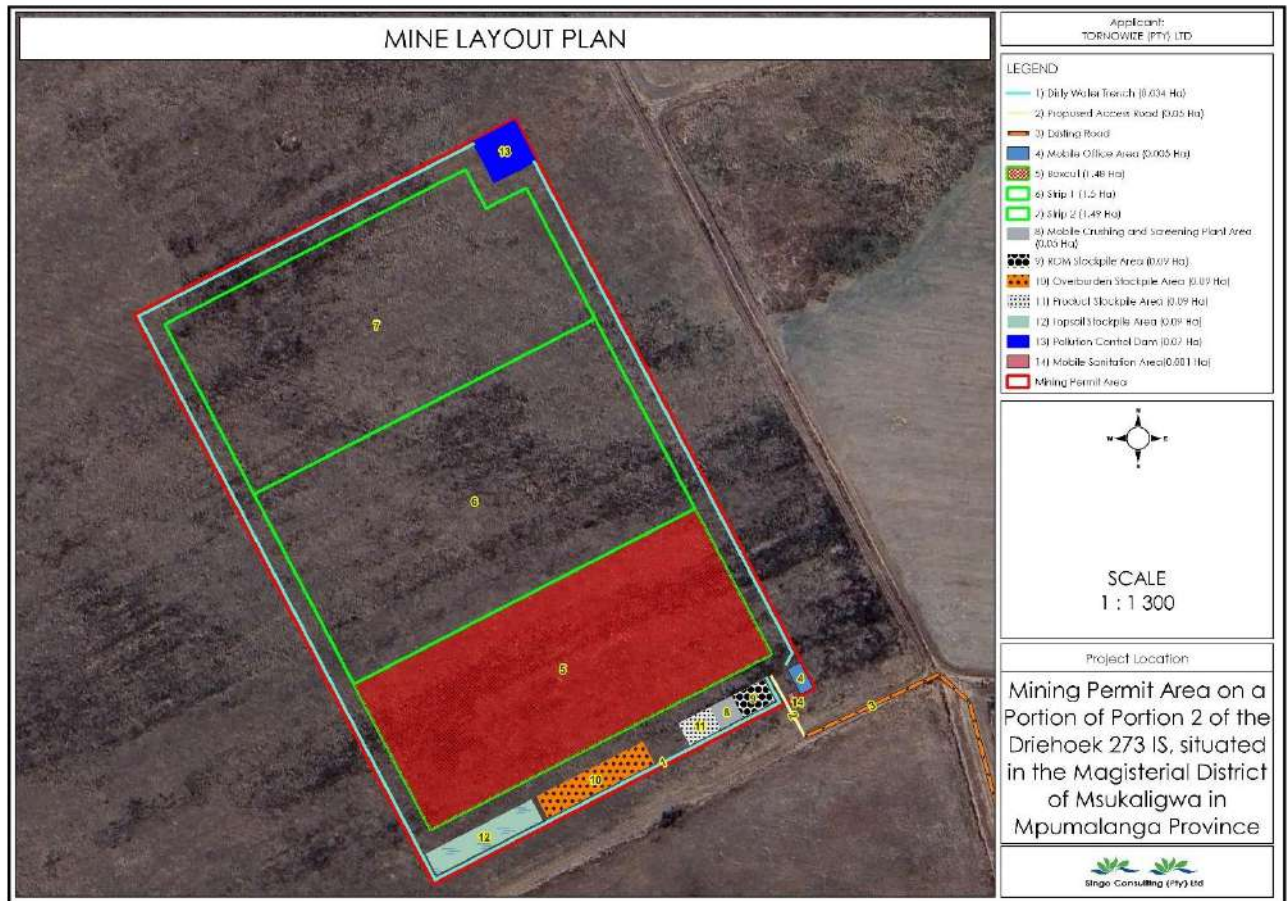 MINE LAYOUT PLAN
Applicant:
TORNOWIZE (PTY) LTD
LEGEND
1) Dirty Water Trench (0.034 Ha)
2) Proposed Access Road (0.05 Ha)
3) Existing Road
4) Mobile Office Area (0.005 Ha)
5) Boxcut (1.48 Ha)
6) Strip 1 (1.5 Ha)
7) Strip 2 (1.49 Ha)
8) Mobile Crushing and Screening Plant Area
(0.05 Ha)
9) ROM Stockpile Area (0.09 Ha)
10) Overburden Stockpile Area (0.09 Ha)
11) Product Stockpile Area (0.09 Ha)
12) Topsoil Stockpile Area (0.09 Ha)
13) Pollution Control Dam (0.07 Ha)
14) Mobile Sanitation Area(0.001 Ha)
Mining Permit Area
N
W
E
SCALE
1 : 1 300
Project Location
Mining Permit Area on a
Portion of Portion 2 of the
Driehoek 273 IS, situated
in the Magisterial District
of Msukaligwa in
Mpumalanga Province
Singo Consulting (Pty) Ltd
13
7
6
5
4
14
3
9
8
11
10
1
12